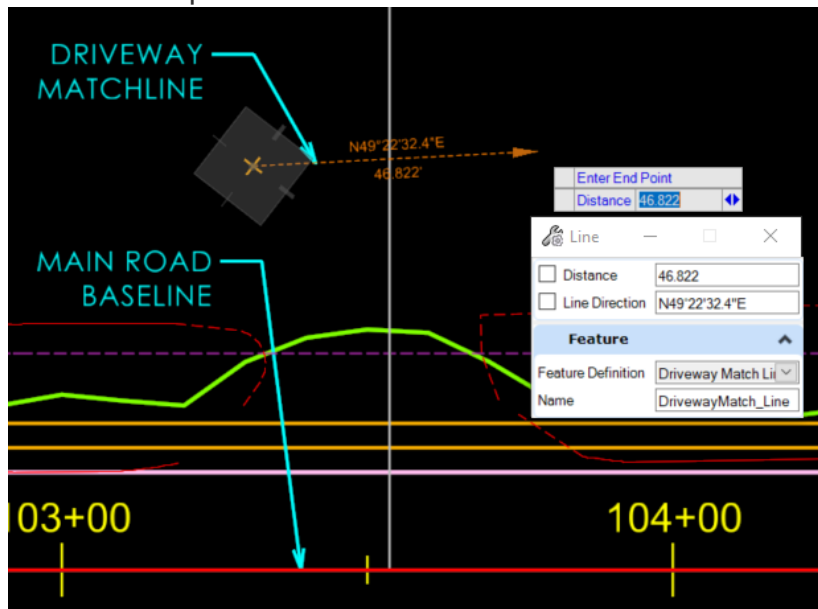 DRIVEWAY
MATCHLINE
N49°22'32.4"E
46.822'
Enter End Point
Distance 46.822
Line
Distance 46.822
Line Direction N49°22'32.4"E
MAIN ROAD
BASELINE
Feature
Feature Definition Driveway Match Li
Name DrivewayMatch_Line
103+00
104+00